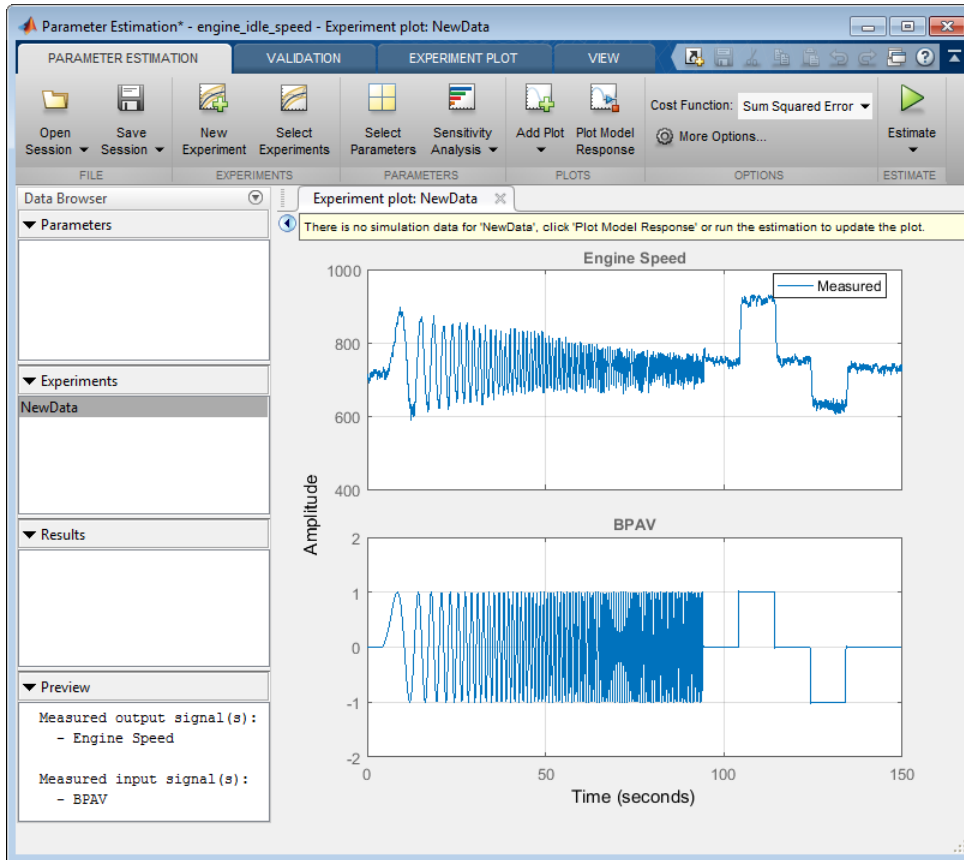 Parameter Estimation* - engine_idle_speed - Experiment plot: NewData
PARAMETER ESTIMATION VALIDATION EXPERIMENT PLOT VIEW
Open Session
Save Session
New Experiment
Select Experiments
Select Parameters
Sensitivity Analysis
Add Plot
Plot Model Response
Cost Function: Sum Squared Error
More Options...
Estimate
FILE EXPERIMENTS PARAMETERS PLOTS OPTIONS ESTIMATE
Data Browser
Parameters
Experiments
NewData
Results
Preview
Measured output signal(s):
- Engine Speed
Measured input signal(s):
- BPAV
Experiment plot: NewData
There is no simulation data for 'NewData', click 'Plot Model Response' or run the estimation to update the plot.
Engine Speed
Measured
1000
800
600
400
Amplitude
BPAV
2
1
0
-1
-2
0 50 100 150
Time (seconds)